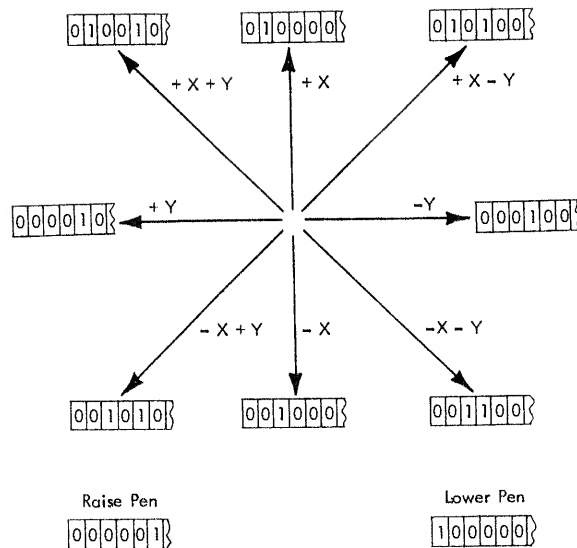 010010 010000 010100
+ X + Y + X + X - Y
000010 + Y -Y 000100
- X + Y - X -X - Y
001010 001000 001100
Raise Pen Lower Pen
000001 100000